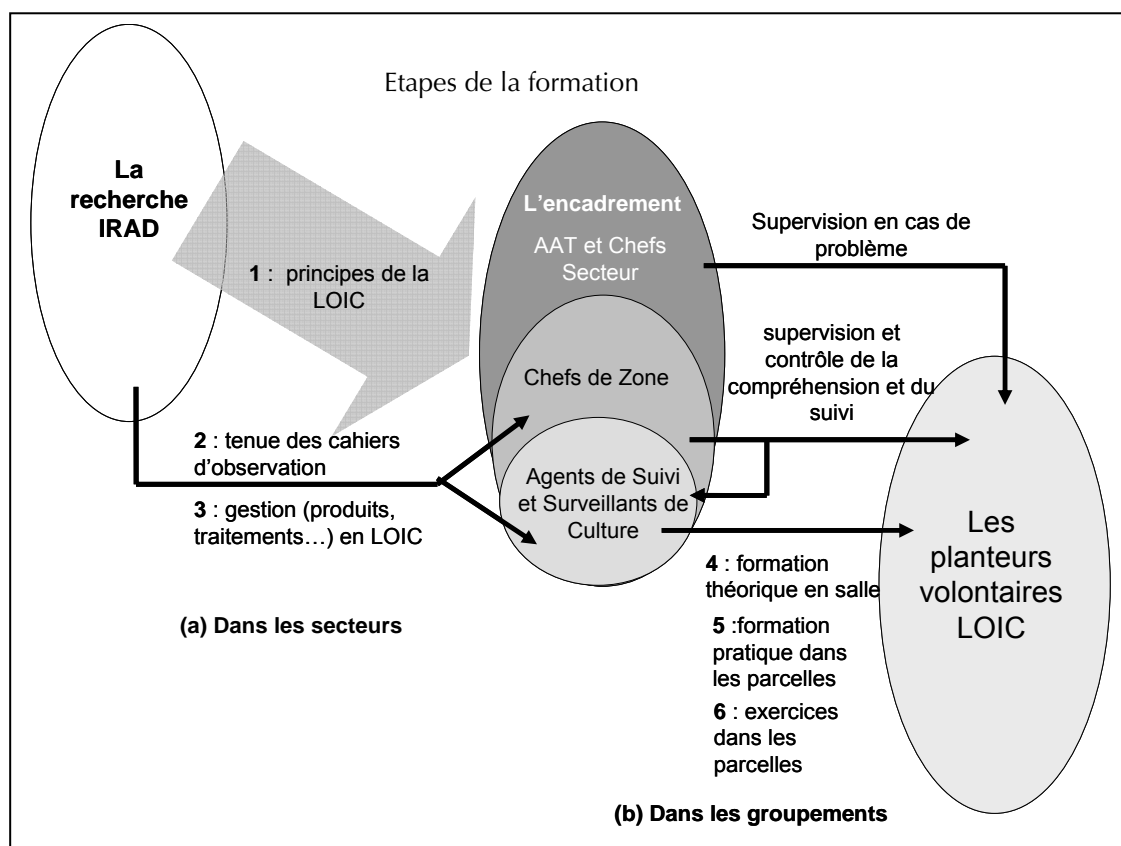 Etapes de la formation
La
recherche
IRAD
1 : principes de la
LOIC
L'encadrement
AAT et Chefs
Secteur
Chefs de Zone
Agents de Suivi
et Surveillants de
Culture
Supervision en cas de
problème
supervision et
contrôle de la
compréhension et du
suivi
2 : tenue des cahiers
d'observation
3 : gestion (produits,
traitements…) en LOIC
(a) Dans les secteurs
Les
planteurs
volontaires
LOIC
4 : formation
théorique en salle
5 :formation
pratique dans
les parcelles
6 : exercices
dans les
parcelles
(b) Dans les groupements